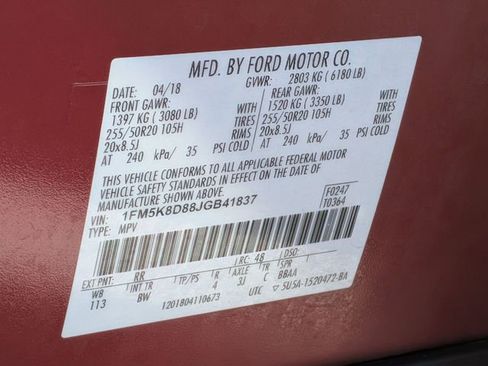 MFD. BY FORD MOTOR CO.
DATE: 04/18 GVWR: 2803 KG ( 6180 LB)
FRONT GAWR: REAR GAWR:
1397 KG ( 3080 LB) 1520 KG ( 3350 LB)
255/50R20 105H TIRES 255/50R20 105H TIRES
20x8.5J RIMS 20x8.5J RIMS
AT 240 kPa/ 35 PSI COLD AT 240 kPa/ 35 PSI COLD
THIS VEHICLE CONFORMS TO ALL APPLICABLE FEDERAL MOTOR
VEHICLE SAFETY STANDARDS IN EFFECT ON THE DATE OF
MANUFACTURE SHOWN ABOVE.
VIN: 1FM5K8D88JGB41837 F0247
TYPE: MPV T0364
EXT PNT: RR RC: 48 DSO:
WB INT TR TP/PS R AXLE TR SPR
113 BW 4 3J C BBAA
T201804110673 UTC ▽ 5U5A-1520472-BA